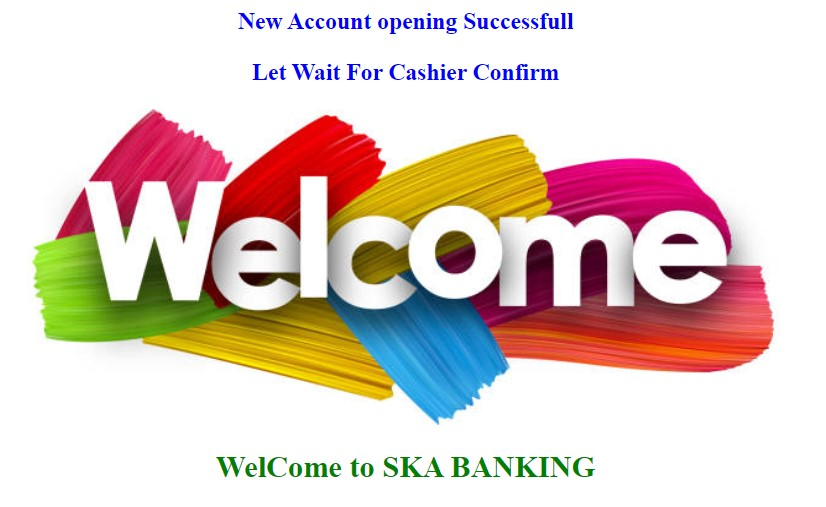 New Account opening Successfull
Let Wait For Cashier Confirm
Welcome
WelCome to SKA BANKING